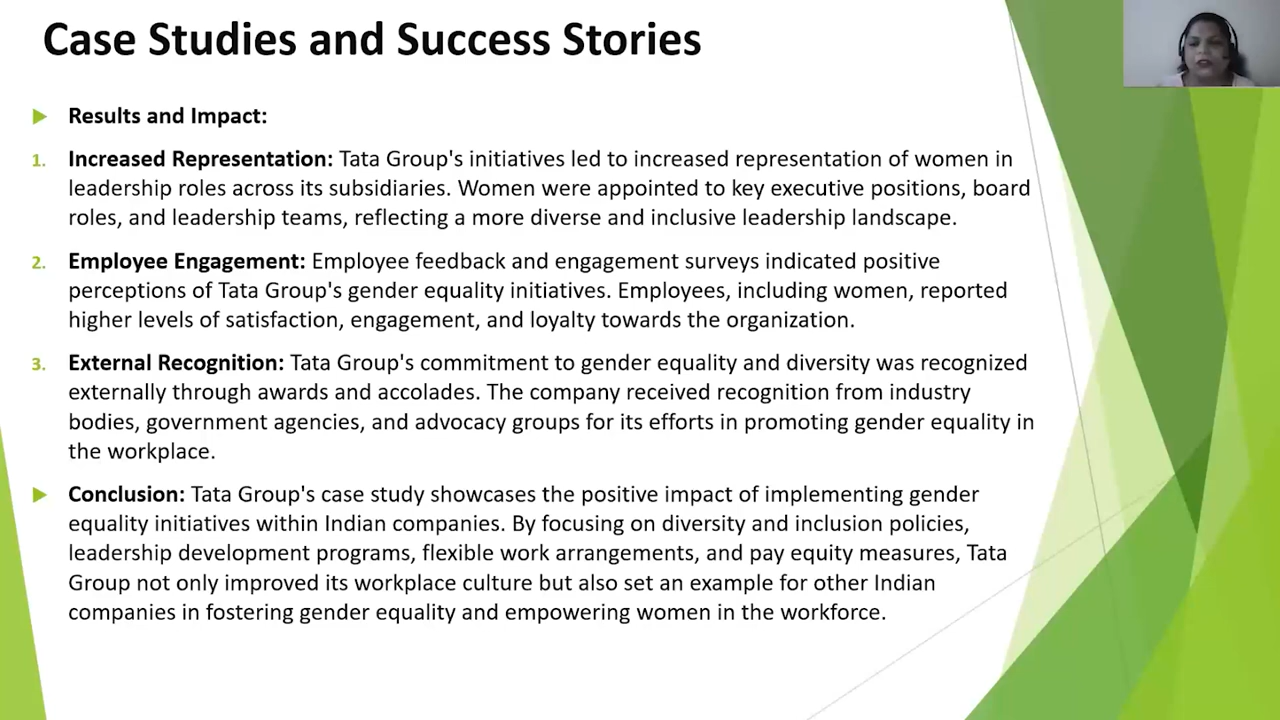 Case Studies and Success Stories
Results and Impact:
1. Increased Representation: Tata Group's initiatives led to increased representation of women in
leadership roles across its subsidiaries. Women were appointed to key executive positions, board
roles, and leadership teams, reflecting a more diverse and inclusive leadership landscape.
2. Employee Engagement: Employee feedback and engagement surveys indicated positive
perceptions of Tata Group's gender equality initiatives. Employees, including women, reported
higher levels of satisfaction, engagement, and loyalty towards the organization.
3. External Recognition: Tata Group's commitment to gender equality and diversity was recognized
externally through awards and accolades. The company received recognition from industry
bodies, government agencies, and advocacy groups for its efforts in promoting gender equality in
the workplace.
Conclusion: Tata Group's case study showcases the positive impact of implementing gender
equality initiatives within Indian companies. By focusing on diversity and inclusion policies,
leadership development programs, flexible work arrangements, and pay equity measures, Tata
Group not only improved its workplace culture but also set an example for other Indian
companies in fostering gender equality and empowering women in the workforce.